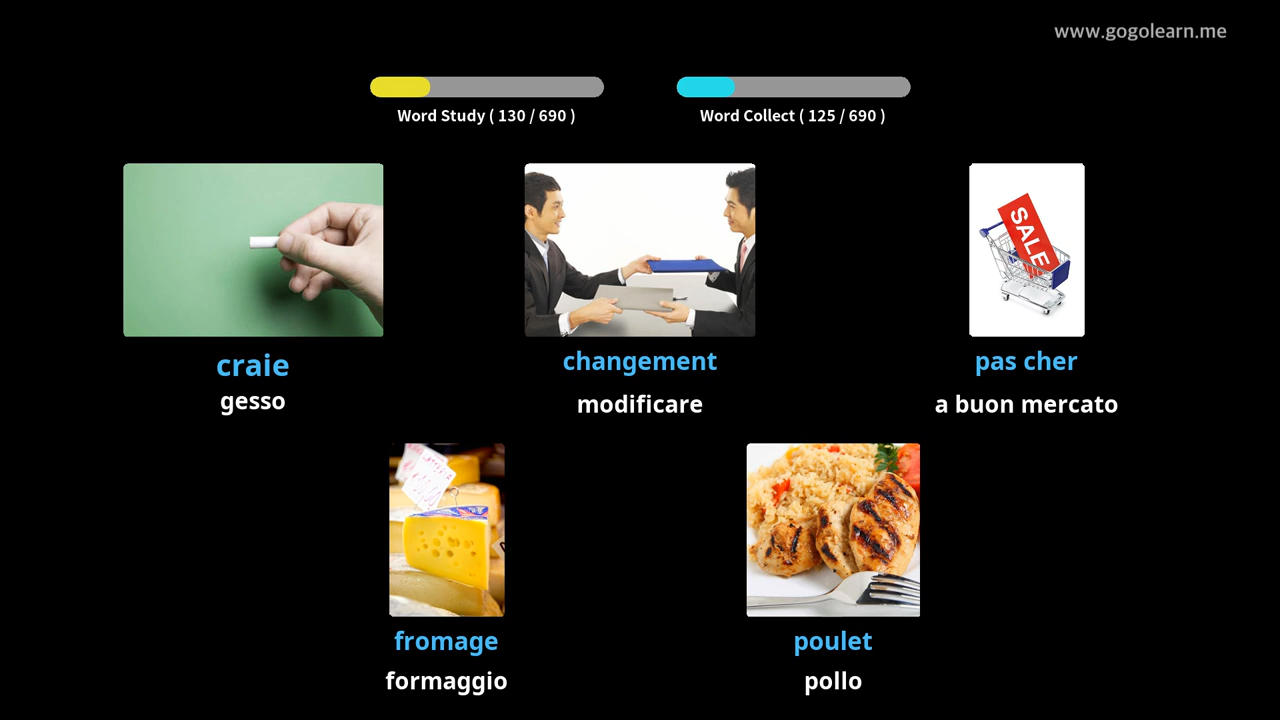 www.gogolearn.me
Word Study ( 130 / 690 )
Word Collect ( 125 / 690 )
SALE
craie
gesso
changement
modificare
pas cher
a buon mercato
fromage
formaggio
poulet
pollo